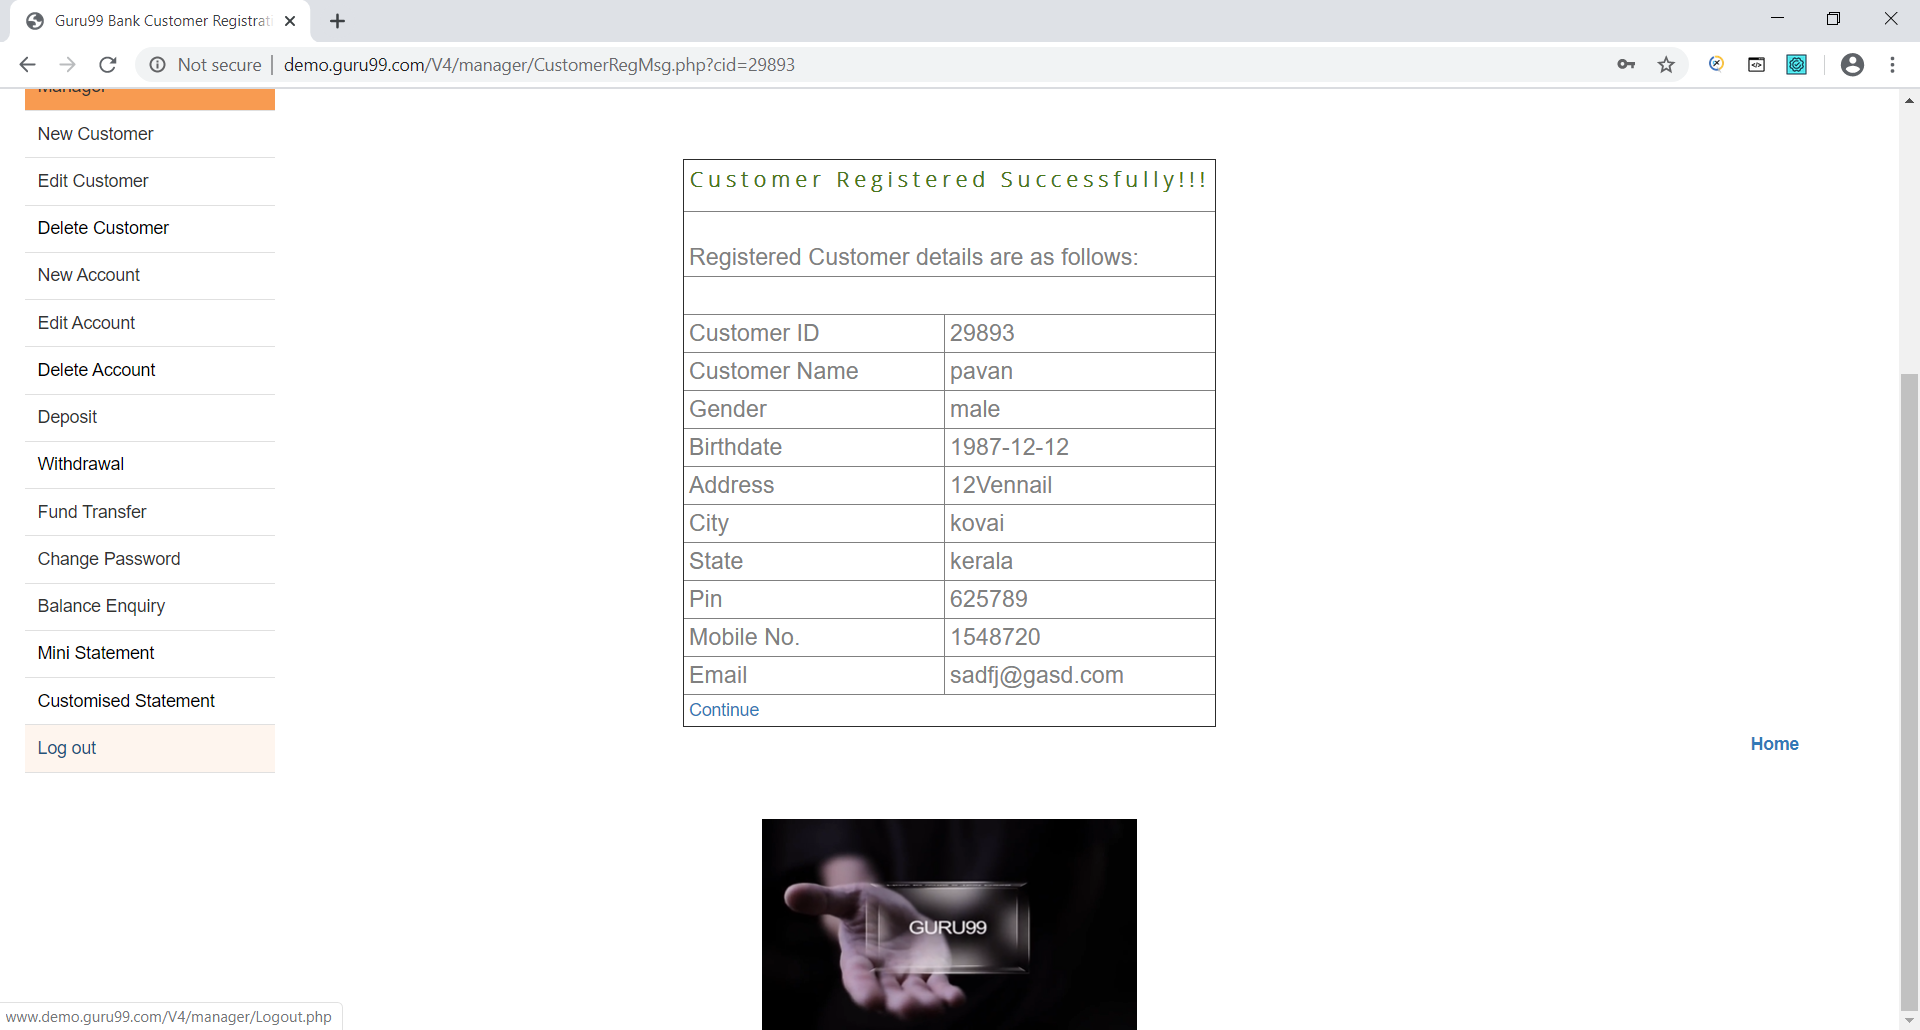 Guru99 Bank Customer Registrati
Not secure | demo.guru99.com/V4/manager/CustomerRegMsg.php?cid=29893
Manager
New Customer
Edit Customer
Delete Customer
New Account
Edit Account
Delete Account
Deposit
Withdrawal
Fund Transfer
Change Password
Balance Enquiry
Mini Statement
Customised Statement
Log out
Customer Registered Successfully!!!
Registered Customer details are as follows:
Customer ID 29893
Customer Name pavan
Gender male
Birthdate 1987-12-12
Address 12Vennail
City kovai
State kerala
Pin 625789
Mobile No. 1548720
Email sadfj@gasd.com
Continue
Home
GURU99
www.demo.guru99.com/V4/manager/Logout.php